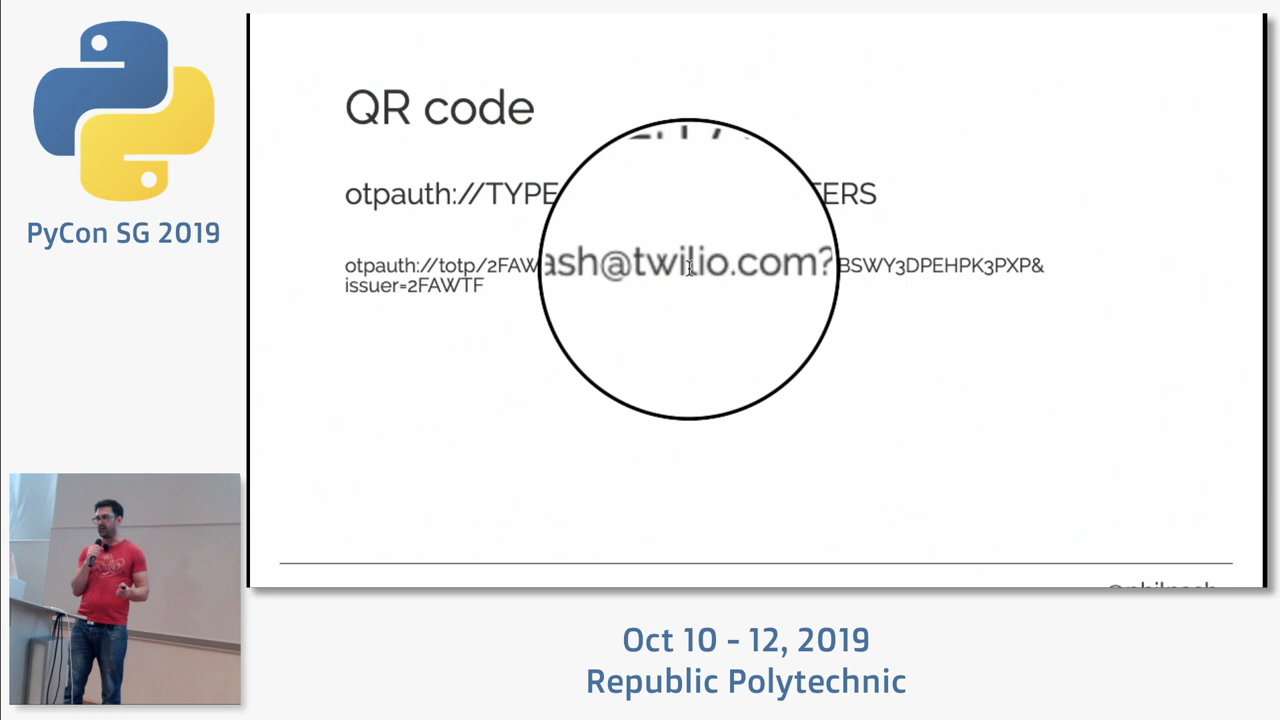 PyCon SG 2019
QR code
otpauth://TYPE ERS
otpauth://totp/2FAW ash@twilio.com? BSWY3DPEHPK3PXP&
issuer=2FAWTF
Oct 10 - 12, 2019
Republic Polytechnic